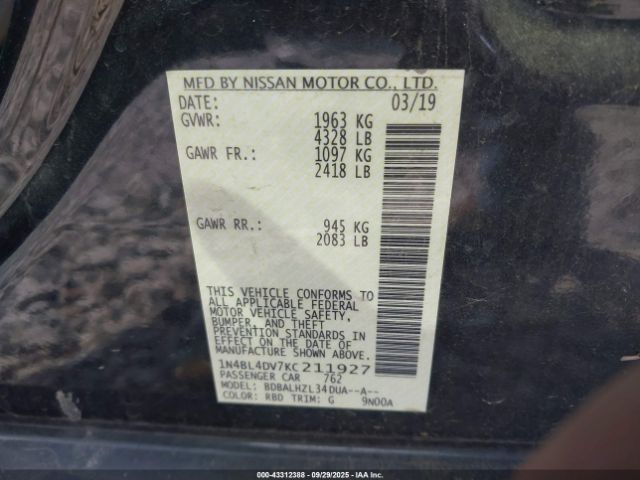 MFD BY NISSAN MOTOR CO., LTD.
DATE: 03/19
GVWR: 1963 KG
4328 LB
GAWR FR.: 1097 KG
2418 LB
GAWR RR.: 945 KG
2083 LB
THIS VEHICLE CONFORMS TO
ALL APPLICABLE FEDERAL
MOTOR VEHICLE SAFETY,
BUMPER, AND THEFT
PREVENTION STANDARDS IN
EFFECT ON THE DATE OF
MANUFACTURE SHOWN ABOVE.
1N4BL4DV7KC211927
PASSENGER CAR 762
MODEL: BDBALHZL34DUA--A--
COLOR: RBD TRIM: G 9N00A
000-43312388 | 09/29/2025 - IAA Inc.